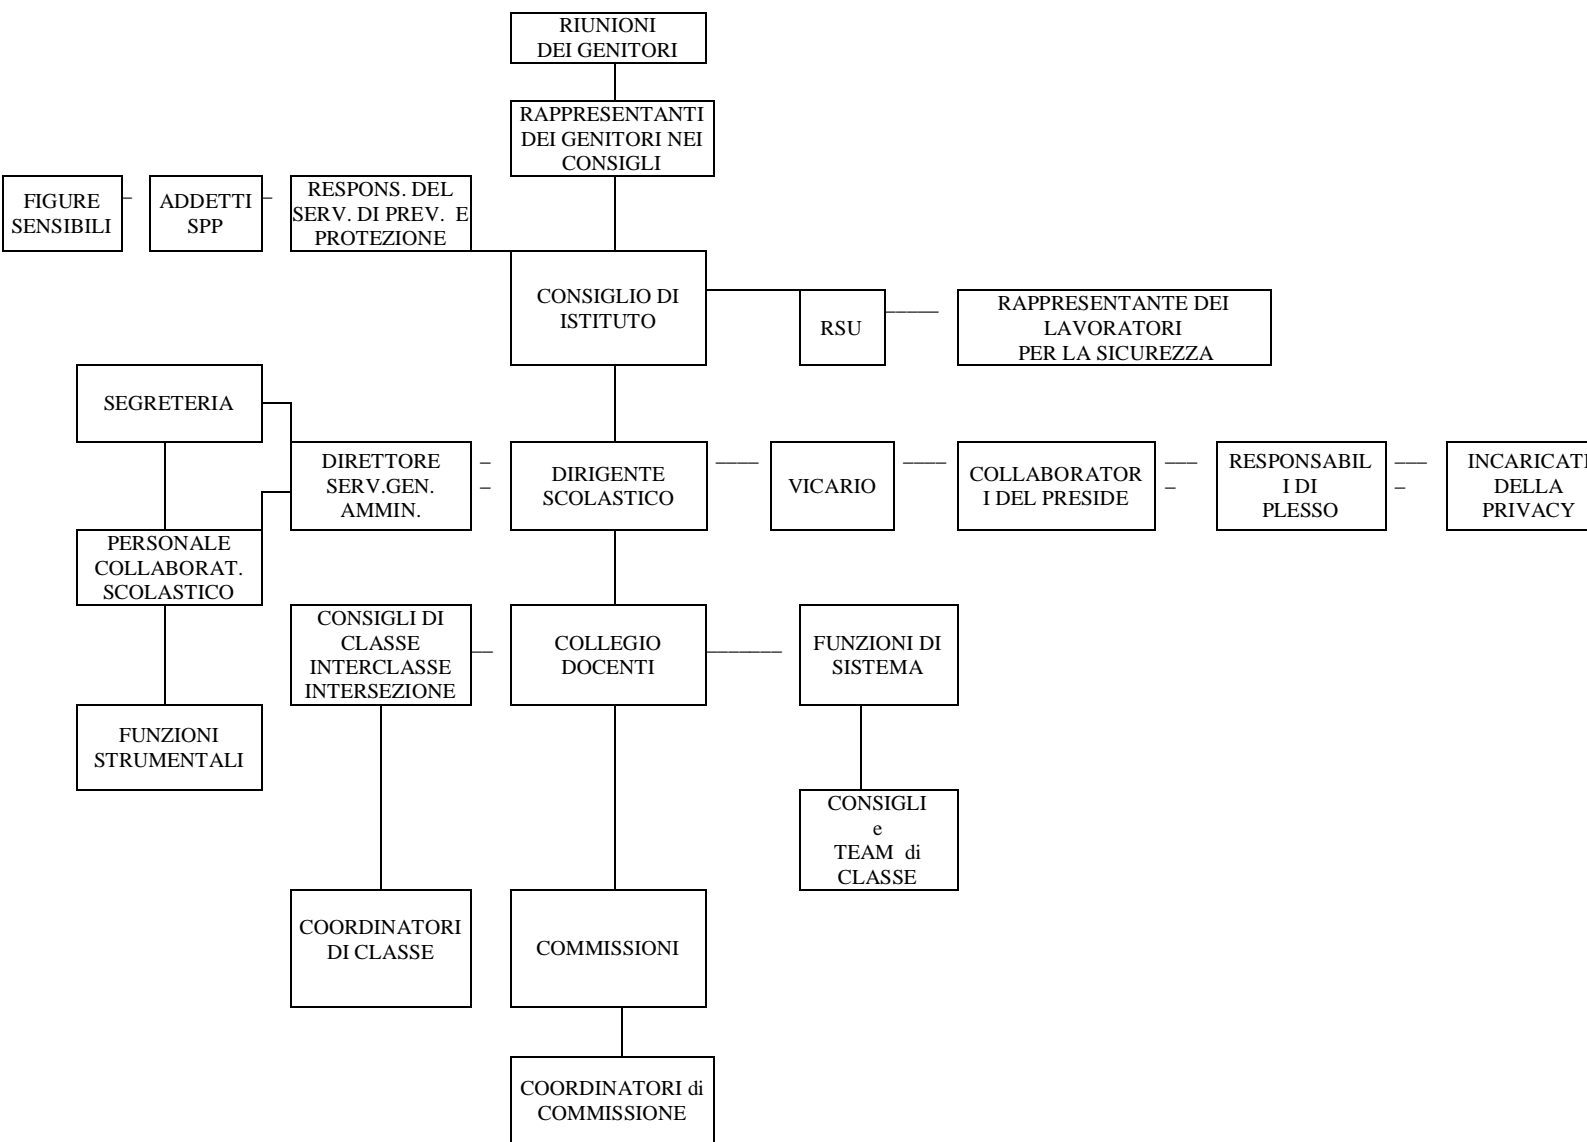 RIUNIONI
DEI GENITORI
RAPPRESENTANTI
DEI GENITORI NEI
CONSIGLI
FIGURE
SENSIBILI
ADDETTI
SPP
RESPONS. DEL
SERV. DI PREV. E
PROTEZIONE
CONSIGLIO DI
ISTITUTO
RSU
RAPPRESENTANTE DEI
LAVORATORI
PER LA SICUREZZA
SEGRETERIA
DIRETTORE
SERV.GEN.
AMMIN.
DIRIGENTE
SCOLASTICO
VICARIO
COLLABORATOR
I DEL PRESIDE
RESPONSABIL
I DI
PLESSO
INCARICATI
DELLA
PRIVACY
PERSONALE
COLLABORAT.
SCOLASTICO
CONSIGLI DI
CLASSE
INTERCLASSE
INTERSEZIONE
COLLEGIO
DOCENTI
FUNZIONI DI
SISTEMA
FUNZIONI
STRUMENTALI
CONSIGLI
e
TEAM di
CLASSE
COORDINATORI
DI CLASSE
COMMISSIONI
COORDINATORI di
COMMISSIONE